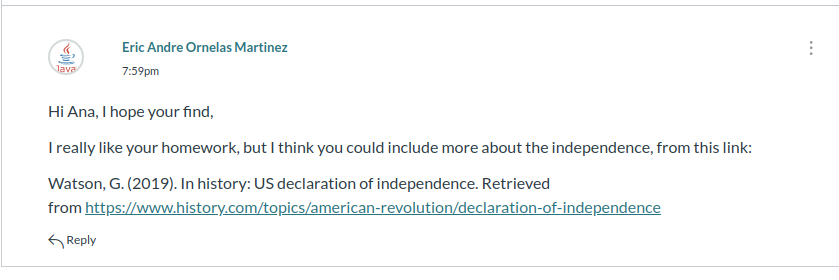 Eric Andre Ornelas Martinez
7:59pm
Java
Hi Ana, I hope your find,
I really like your homework, but I think you could include more about the independence, from this link:
Watson, G. (2019). In history: US declaration of independence. Retrieved
from https://www.history.com/topics/american-revolution/declaration-of-independence
Reply